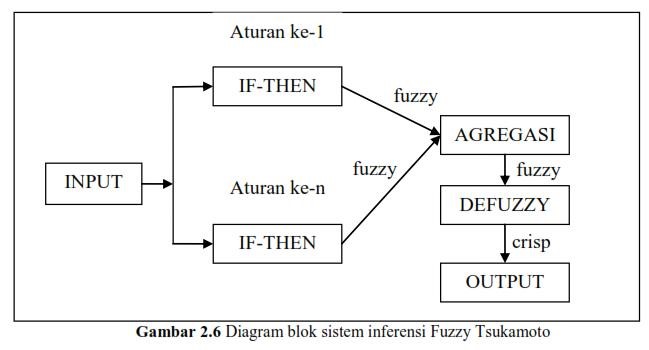 Aturan ke-1
IF-THEN
fuzzy
AGREGASI
fuzzy
fuzzy
INPUT
Aturan ke-n
DEFUZZY
IF-THEN
crisp
OUTPUT
Gambar 2.6 Diagram blok sistem inferensi Fuzzy Tsukamoto